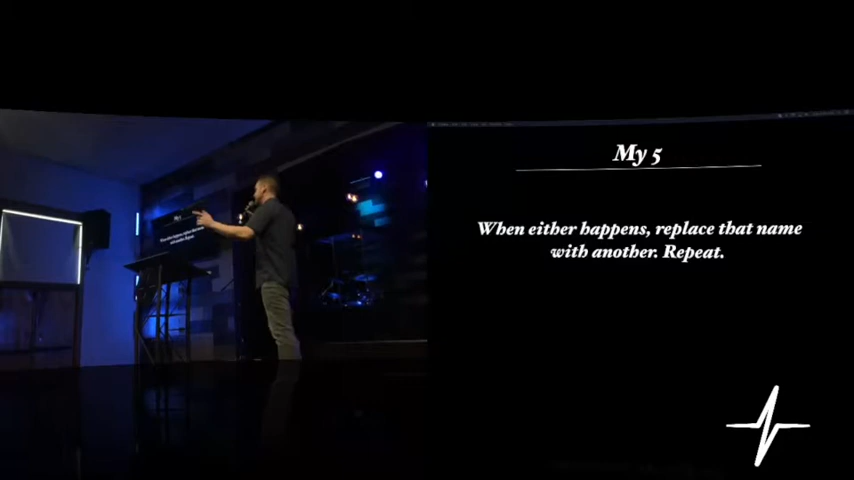 My 5
When either happens, replace that name
with another. Repeat.